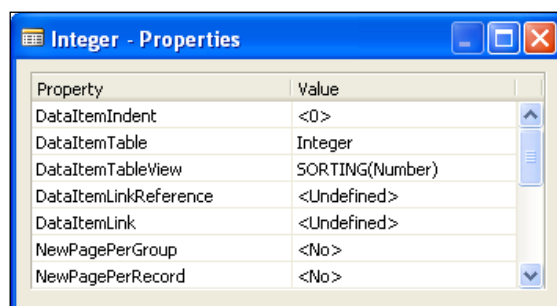 Integer - Properties
Property Value
DataItemIndent <0>
DataItemTable Integer
DataItemTableView SORTING(Number)
DataItemLinkReference <Undefined>
DataItemLink <Undefined>
NewPagePerGroup <No>
NewPagePerRecord <No>